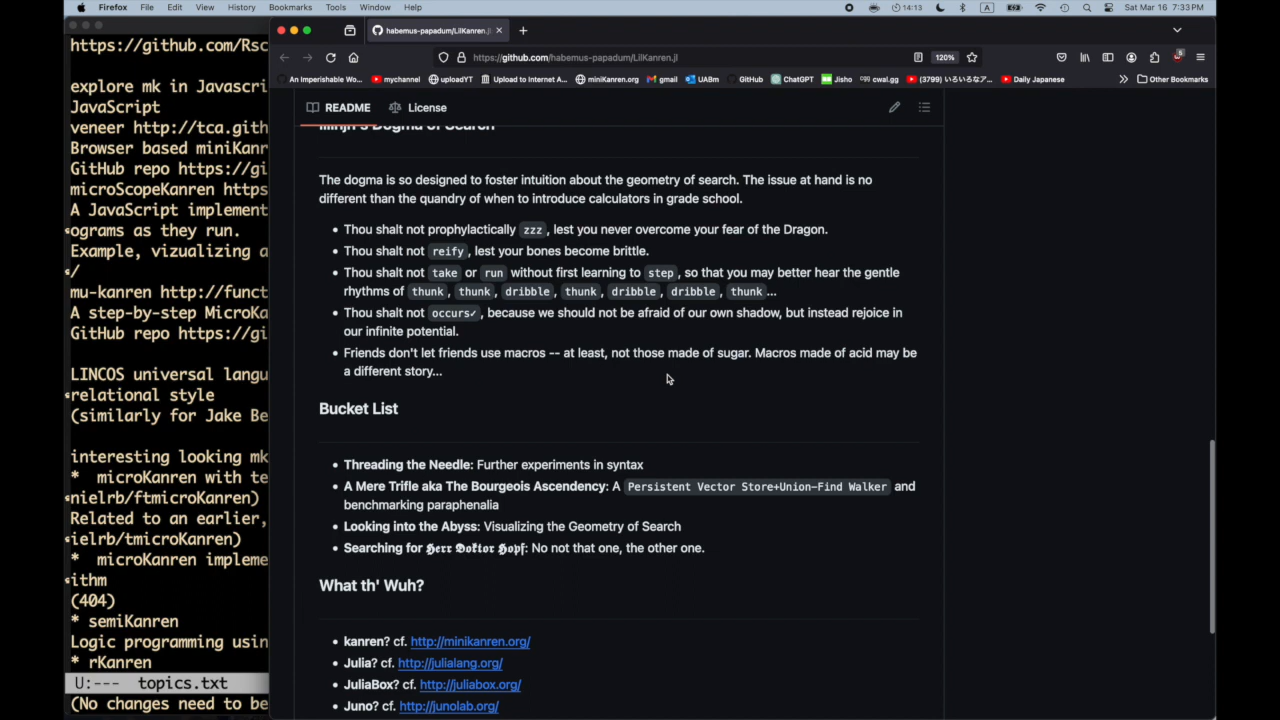 Firefox File Edit View History Bookmarks Tools Window Help 14:13 A Sat Mar 16 7:33 PM
habemus-papadum/LilKanren.jl
https://github.com/habemus-papadum/LilKanren.jl 120%
An Imperishable Wo... mychannel uploadYT Upload to Internet A... miniKanren.org gmail UABm GitHub ChatGPT Jisho cwal.gg (3799) いろいろなア... Daily Japanese Other Bookmarks
README License
https://github.com/Rsc
explore mk in Javascri
JavaScript
veneer http://tca.gith
Browser based miniKanr
GitHub repo https://gi
microScopeKanren https
A JavaScript implement
ograms as they run.
Example, vizualizing a
/
mu-kanren http://funct
A step-by-step MicroKa
GitHub repo https://gi
LINCOS universal langu
relational style
(similarly for Jake Be
interesting looking mk
* microKanren with te
nielrb/ftmicroKanren)
Related to an earlier,
ielrb/tmicroKanren)
* microKanren impleme
ithm
(404)
* semiKanren
Logic programming usin
* rKanren
U:--- topics.txt
(No changes need to be
Dogma of Search
The dogma is so designed to foster intuition about the geometry of search. The issue at hand is no
different than the quandry of when to introduce calculators in grade school.
• Thou shalt not prophylactically zzz, lest you never overcome your fear of the Dragon.
• Thou shalt not reify, lest your bones become brittle.
• Thou shalt not take or run without first learning to step, so that you may better hear the gentle
rhythms of thunk, thunk, dribble, thunk, dribble, dribble, thunk...
• Thou shalt not occurs✓, because we should not be afraid of our own shadow, but instead rejoice in
our infinite potential.
• Friends don't let friends use macros -- at least, not those made of sugar. Macros made of acid may be
a different story...
Bucket List
• Threading the Needle: Further experiments in syntax
• A Mere Trifle aka The Bourgeois Ascendency: A Persistent Vector Store+Union-Find Walker and
benchmarking paraphenalia
• Looking into the Abyss: Visualizing the Geometry of Search
• Searching for 𝕳𝖊𝖗𝖗 𝕯𝖔𝖐𝖙𝖔𝖗 𝕳𝖔𝖕𝖋: No not that one, the other one.
What th' Wuh?
• kanren? cf. http://minikanren.org/
• Julia? cf. http://julialang.org/
• JuliaBox? cf. http://juliabox.org/
• Juno? cf. http://junolab.org/